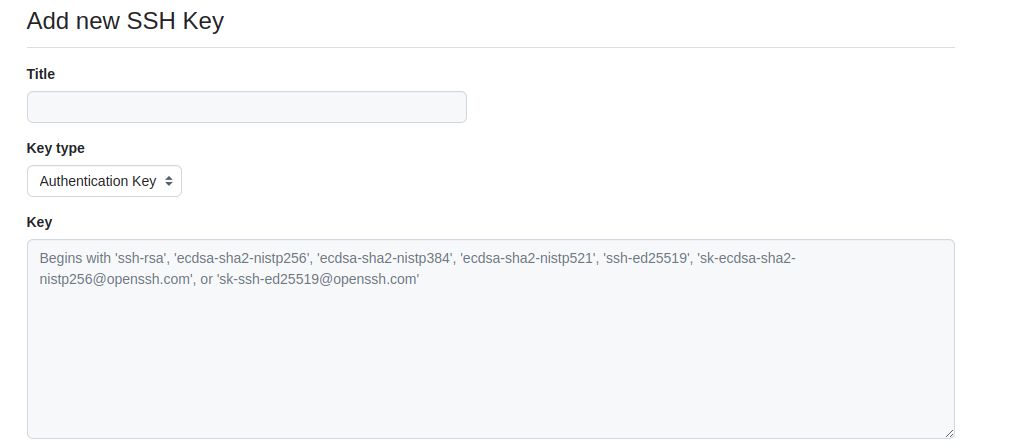 Add new SSH Key
Title
Key type
Authentication Key
Key
Begins with 'ssh-rsa', 'ecdsa-sha2-nistp256', 'ecdsa-sha2-nistp384', 'ecdsa-sha2-nistp521', 'ssh-ed25519', 'sk-ecdsa-sha2-
nistp256@openssh.com', or 'sk-ssh-ed25519@openssh.com'